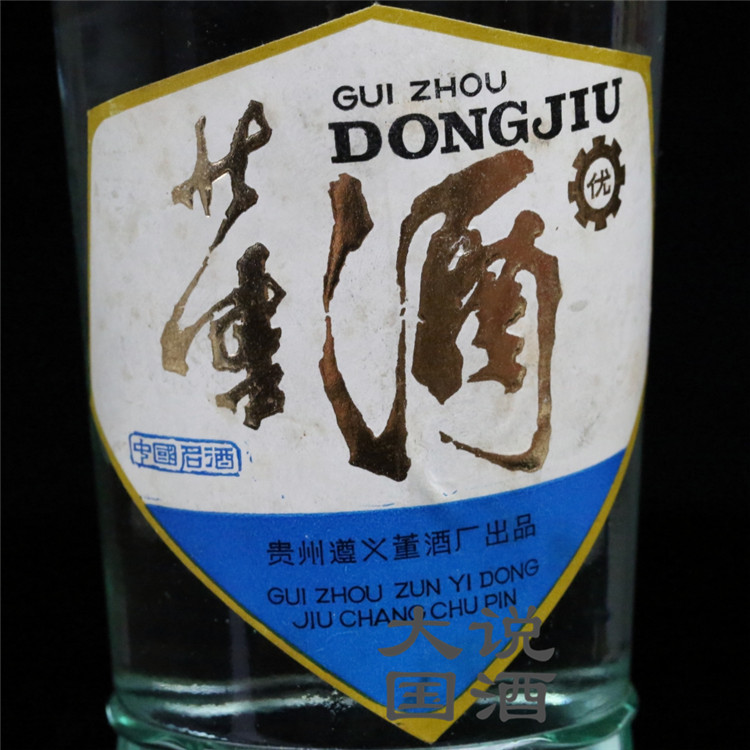 GUI ZHOU
DONGJIU
优
董酒
中國名酒
贵州遵义董酒厂出品
GUI ZHOU ZUN YI DONG
JIU CHANG CHU PIN
大说
国酒